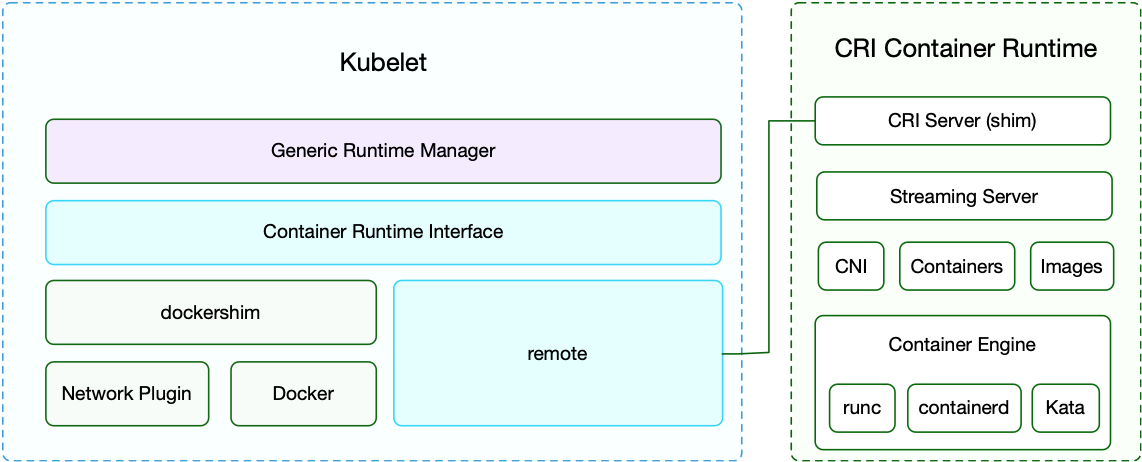 Kubelet
Generic Runtime Manager
Container Runtime Interface
dockershim
Network Plugin
Docker
remote
CRI Container Runtime
CRI Server (shim)
Streaming Server
CNI
Containers
Images
Container Engine
runc
containerd
Kata